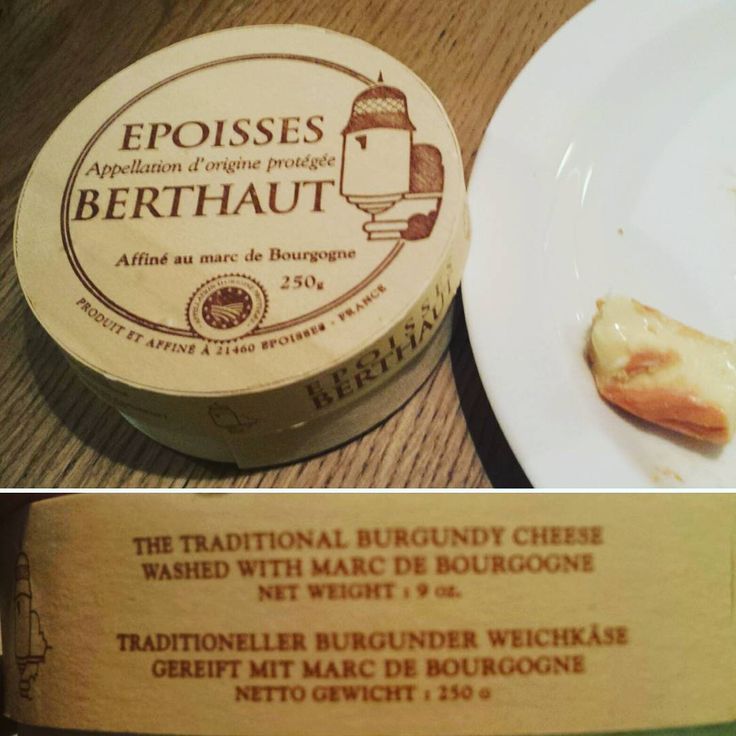 EPOISSES
Appellation d'origine protégée
BERTHAUT
Affiné au marc de Bourgogne
250g
PRODUIT ET AFFINÉ À 21460 EPOISSES - FRANCE
EPOISSES
BERTHAUT
THE TRADITIONAL BURGUNDY CHEESE
WASHED WITH MARC DE BOURGOGNE
NET WEIGHT : 9 oz.
TRADITIONELLER BURGUNDER WEICHKÄSE
GEREIFT MIT MARC DE BOURGOGNE
NETTO GEWICHT : 250 G